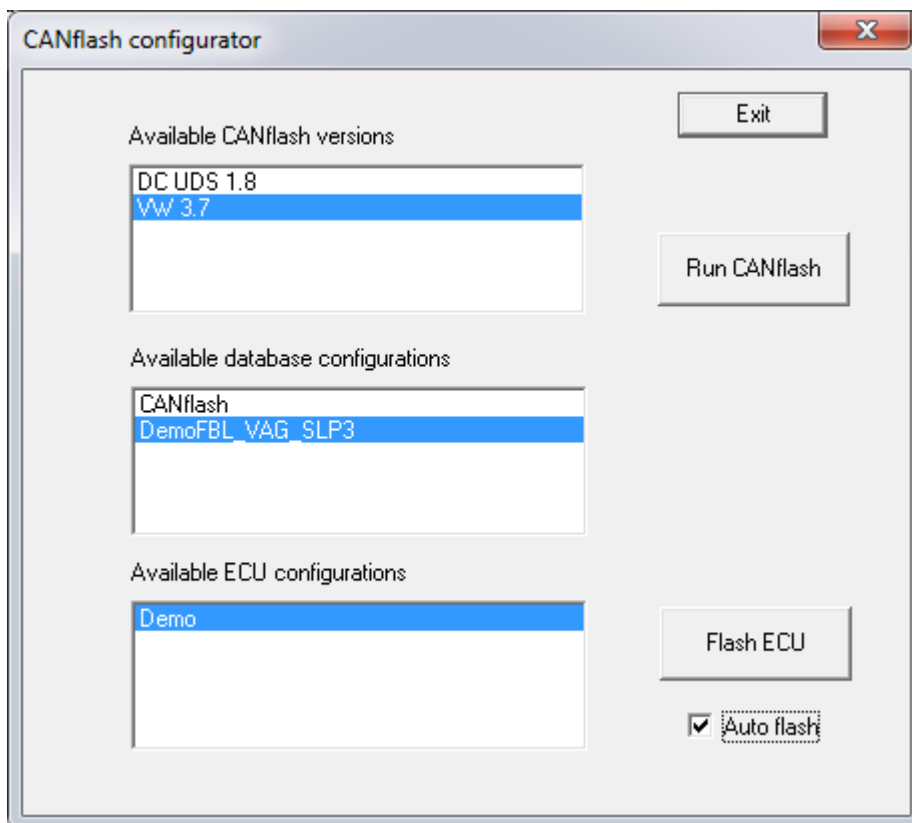 CANflash configurator
Exit
Available CANflash versions
DC UDS 1.8
VW 3.7
Run CANflash
Available database configurations
CANflash
DemoFBL_VAG_SLP3
Available ECU configurations
Demo
Flash ECU
Auto flash